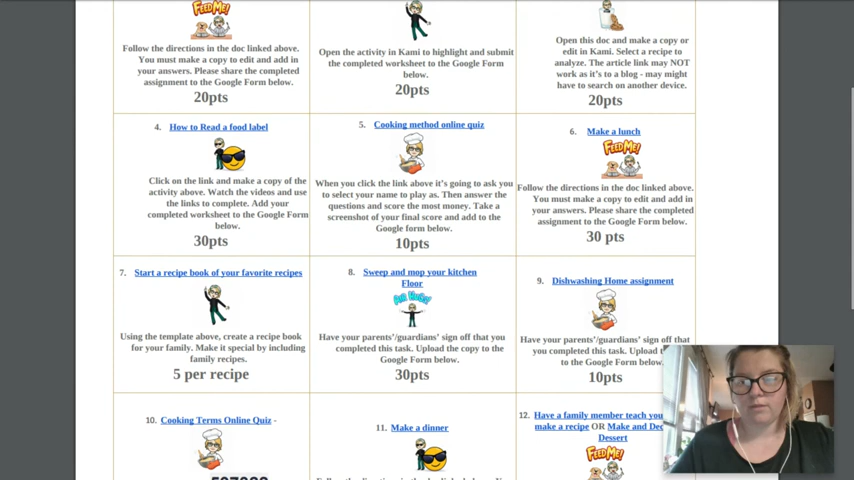 FEED ME!
Follow the directions in the doc linked above.
You must make a copy to edit and add in
your answers. Please share the completed
assignment to the Google Form below.
20pts
Open the activity in Kami to highlight and submit
the completed worksheet to the Google Form
below.
20pts
Open this doc and make a copy or
edit in Kami. Select a recipe to
analyze. The article link may NOT
work as it's to a blog - may might
have to search on another device.
20pts
4. How to Read a food label
Click on the link and make a copy of the
activity above. Watch the videos and use
the links to complete. Add your
completed worksheet to the Google Form
below.
30pts
5. Cooking method online quiz
When you click the link above it's going to ask you
to select your name to play as. Then answer the
questions and score the most money. Take a
screenshot of your final score and add to the
Google form below.
10pts
6. Make a lunch
FEED ME!
Follow the directions in the doc linked above.
You must make a copy to edit and add in
your answers. Please share the completed
assignment to the Google Form below.
30 pts
7. Start a recipe book of your favorite recipes
Using the template above, create a recipe book
for your family. Make it special by including
family recipes.
5 per recipe
8. Sweep and mop your kitchen
Floor
Have your parents'/guardians' sign off that you
completed this task. Upload the copy to the
Google Form below.
30pts
9. Dishwashing Home assignment
Have your parents'/guardians' sign off that
you completed this task. Upload
to the Google Form below.
10pts
10. Cooking Terms Online Quiz -
11. Make a dinner
12. Have a family member teach you
make a recipe OR Make and Dec
Dessert
FEED ME!